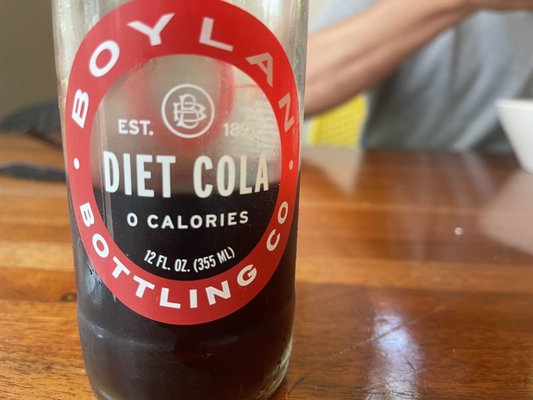 BOYLAN
EST.
DIET COLA
0 CALORIES
12 FL. OZ. (355 ML)
BOTTLING CO